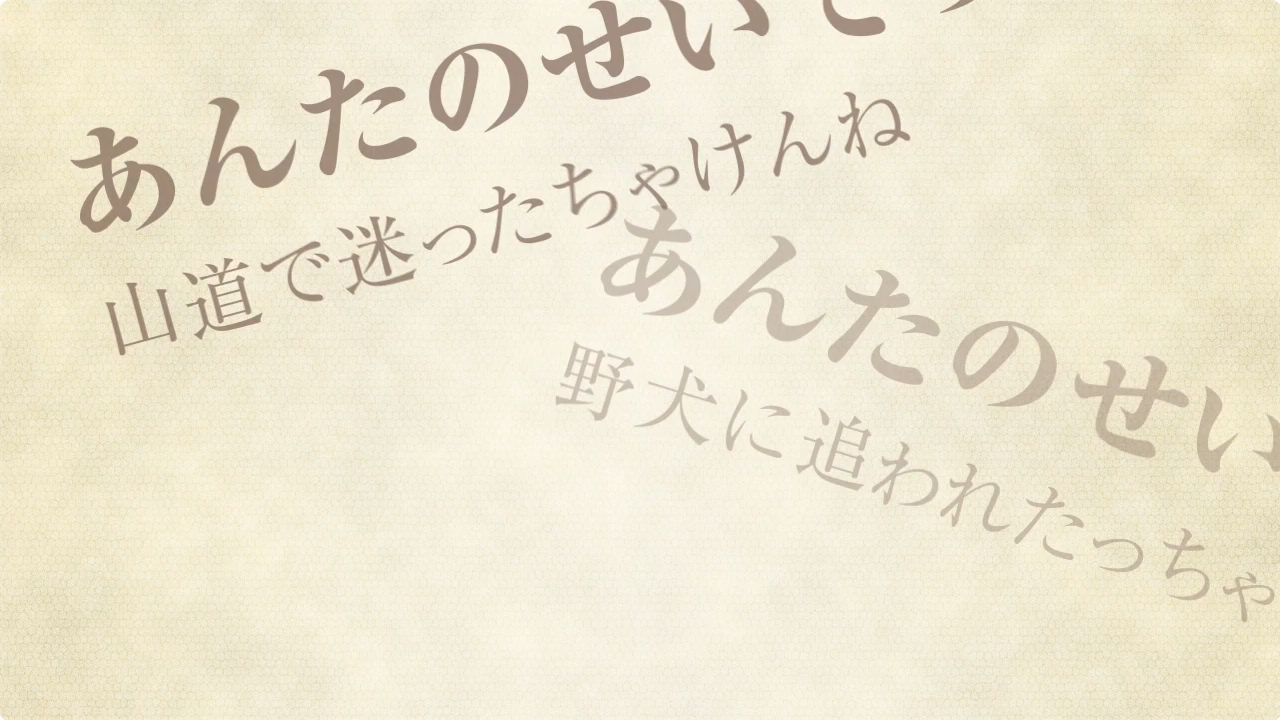 あんたのせい
山道で迷ったちゃけんね
あんたのせい
野犬に追われたっちゃ